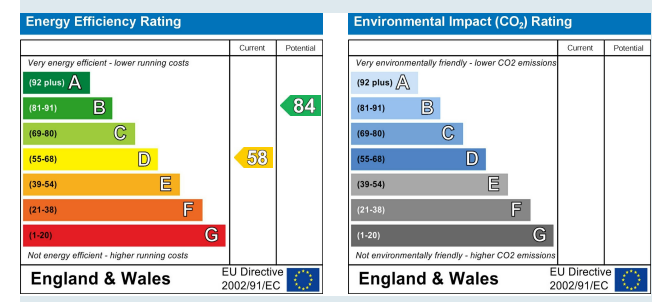 Energy Efficiency Rating
Current Potential
Very energy efficient - lower running costs
(92 plus) A
(81-91) B
84
(69-80) C
(55-68) D
58
(39-54) E
(21-38) F
(1-20) G
Not energy efficient - higher running costs
England & Wales
EU Directive
2002/91/EC
Environmental Impact (CO₂) Rating
Current Potential
Very environmentally friendly - lower CO2 emissions
(92 plus) A
(81-91) B
(69-80) C
(55-68) D
(39-54) E
(21-38) F
(1-20) G
Not environmentally friendly - higher CO2 emissions
England & Wales
EU Directive
2002/91/EC